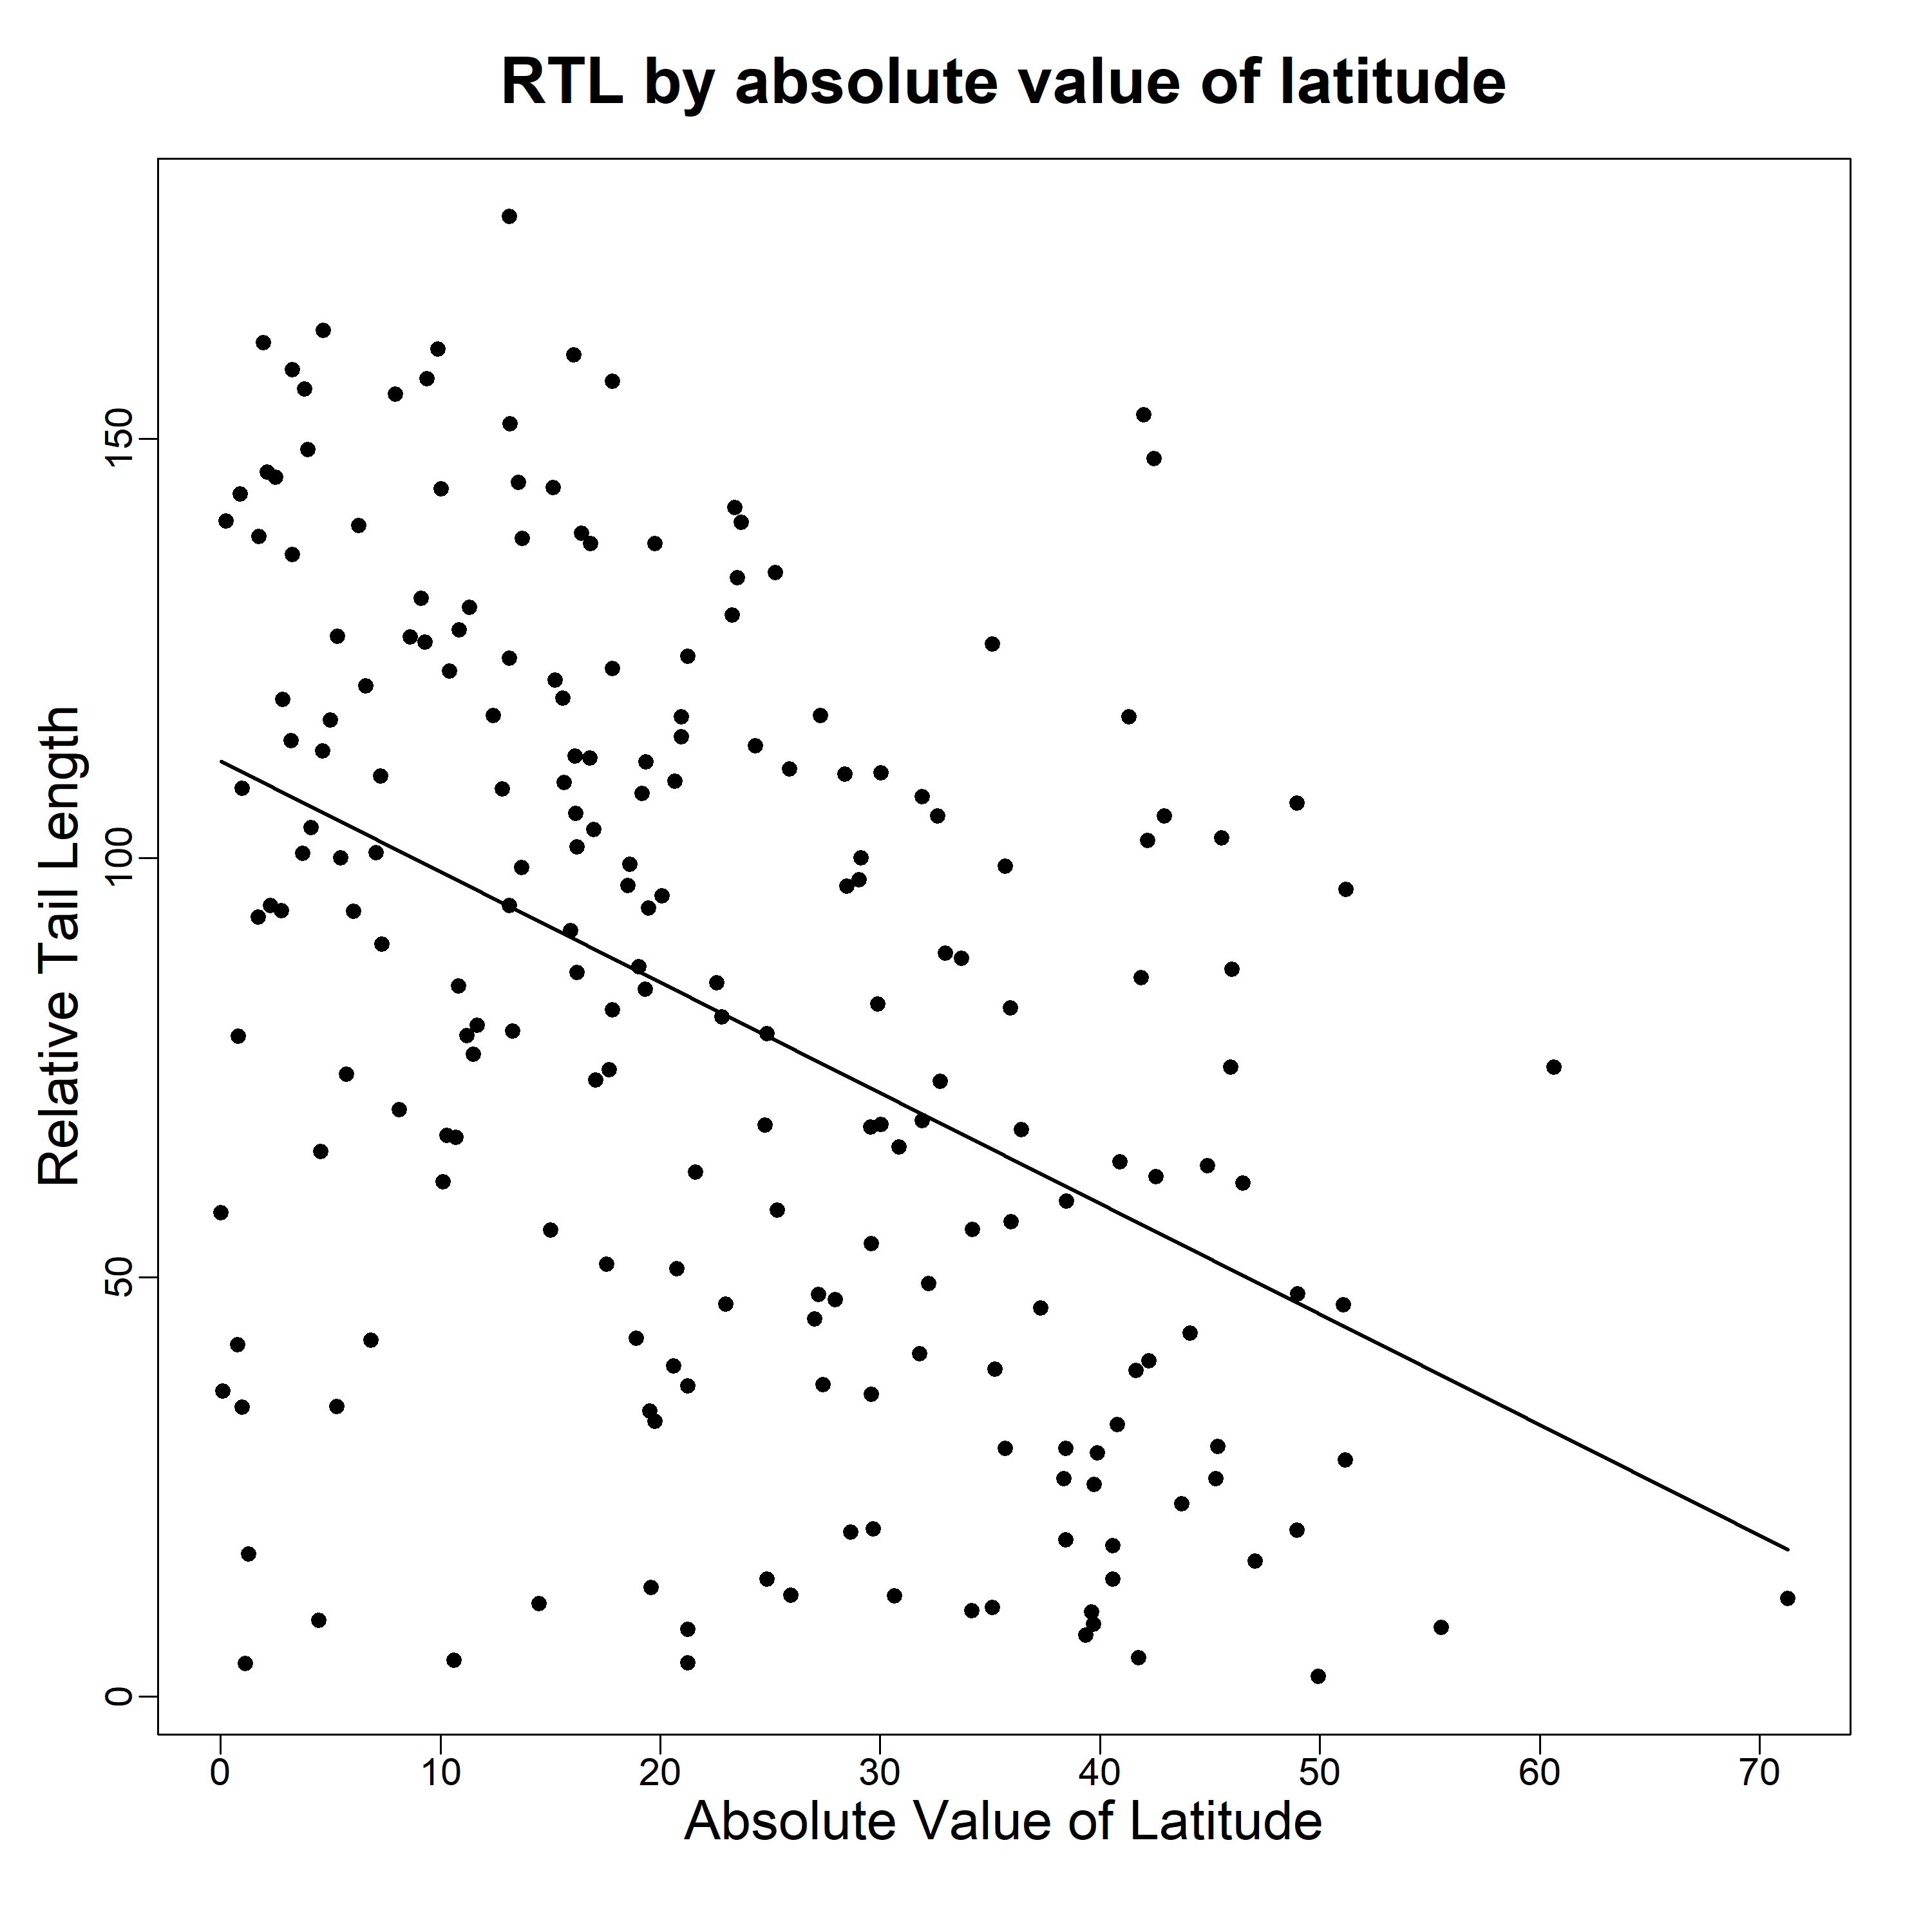 RTL by absolute value of latitude
Relative Tail Length
150
100
50
0
0 10 20 30 40 50 60 70
Absolute Value of Latitude